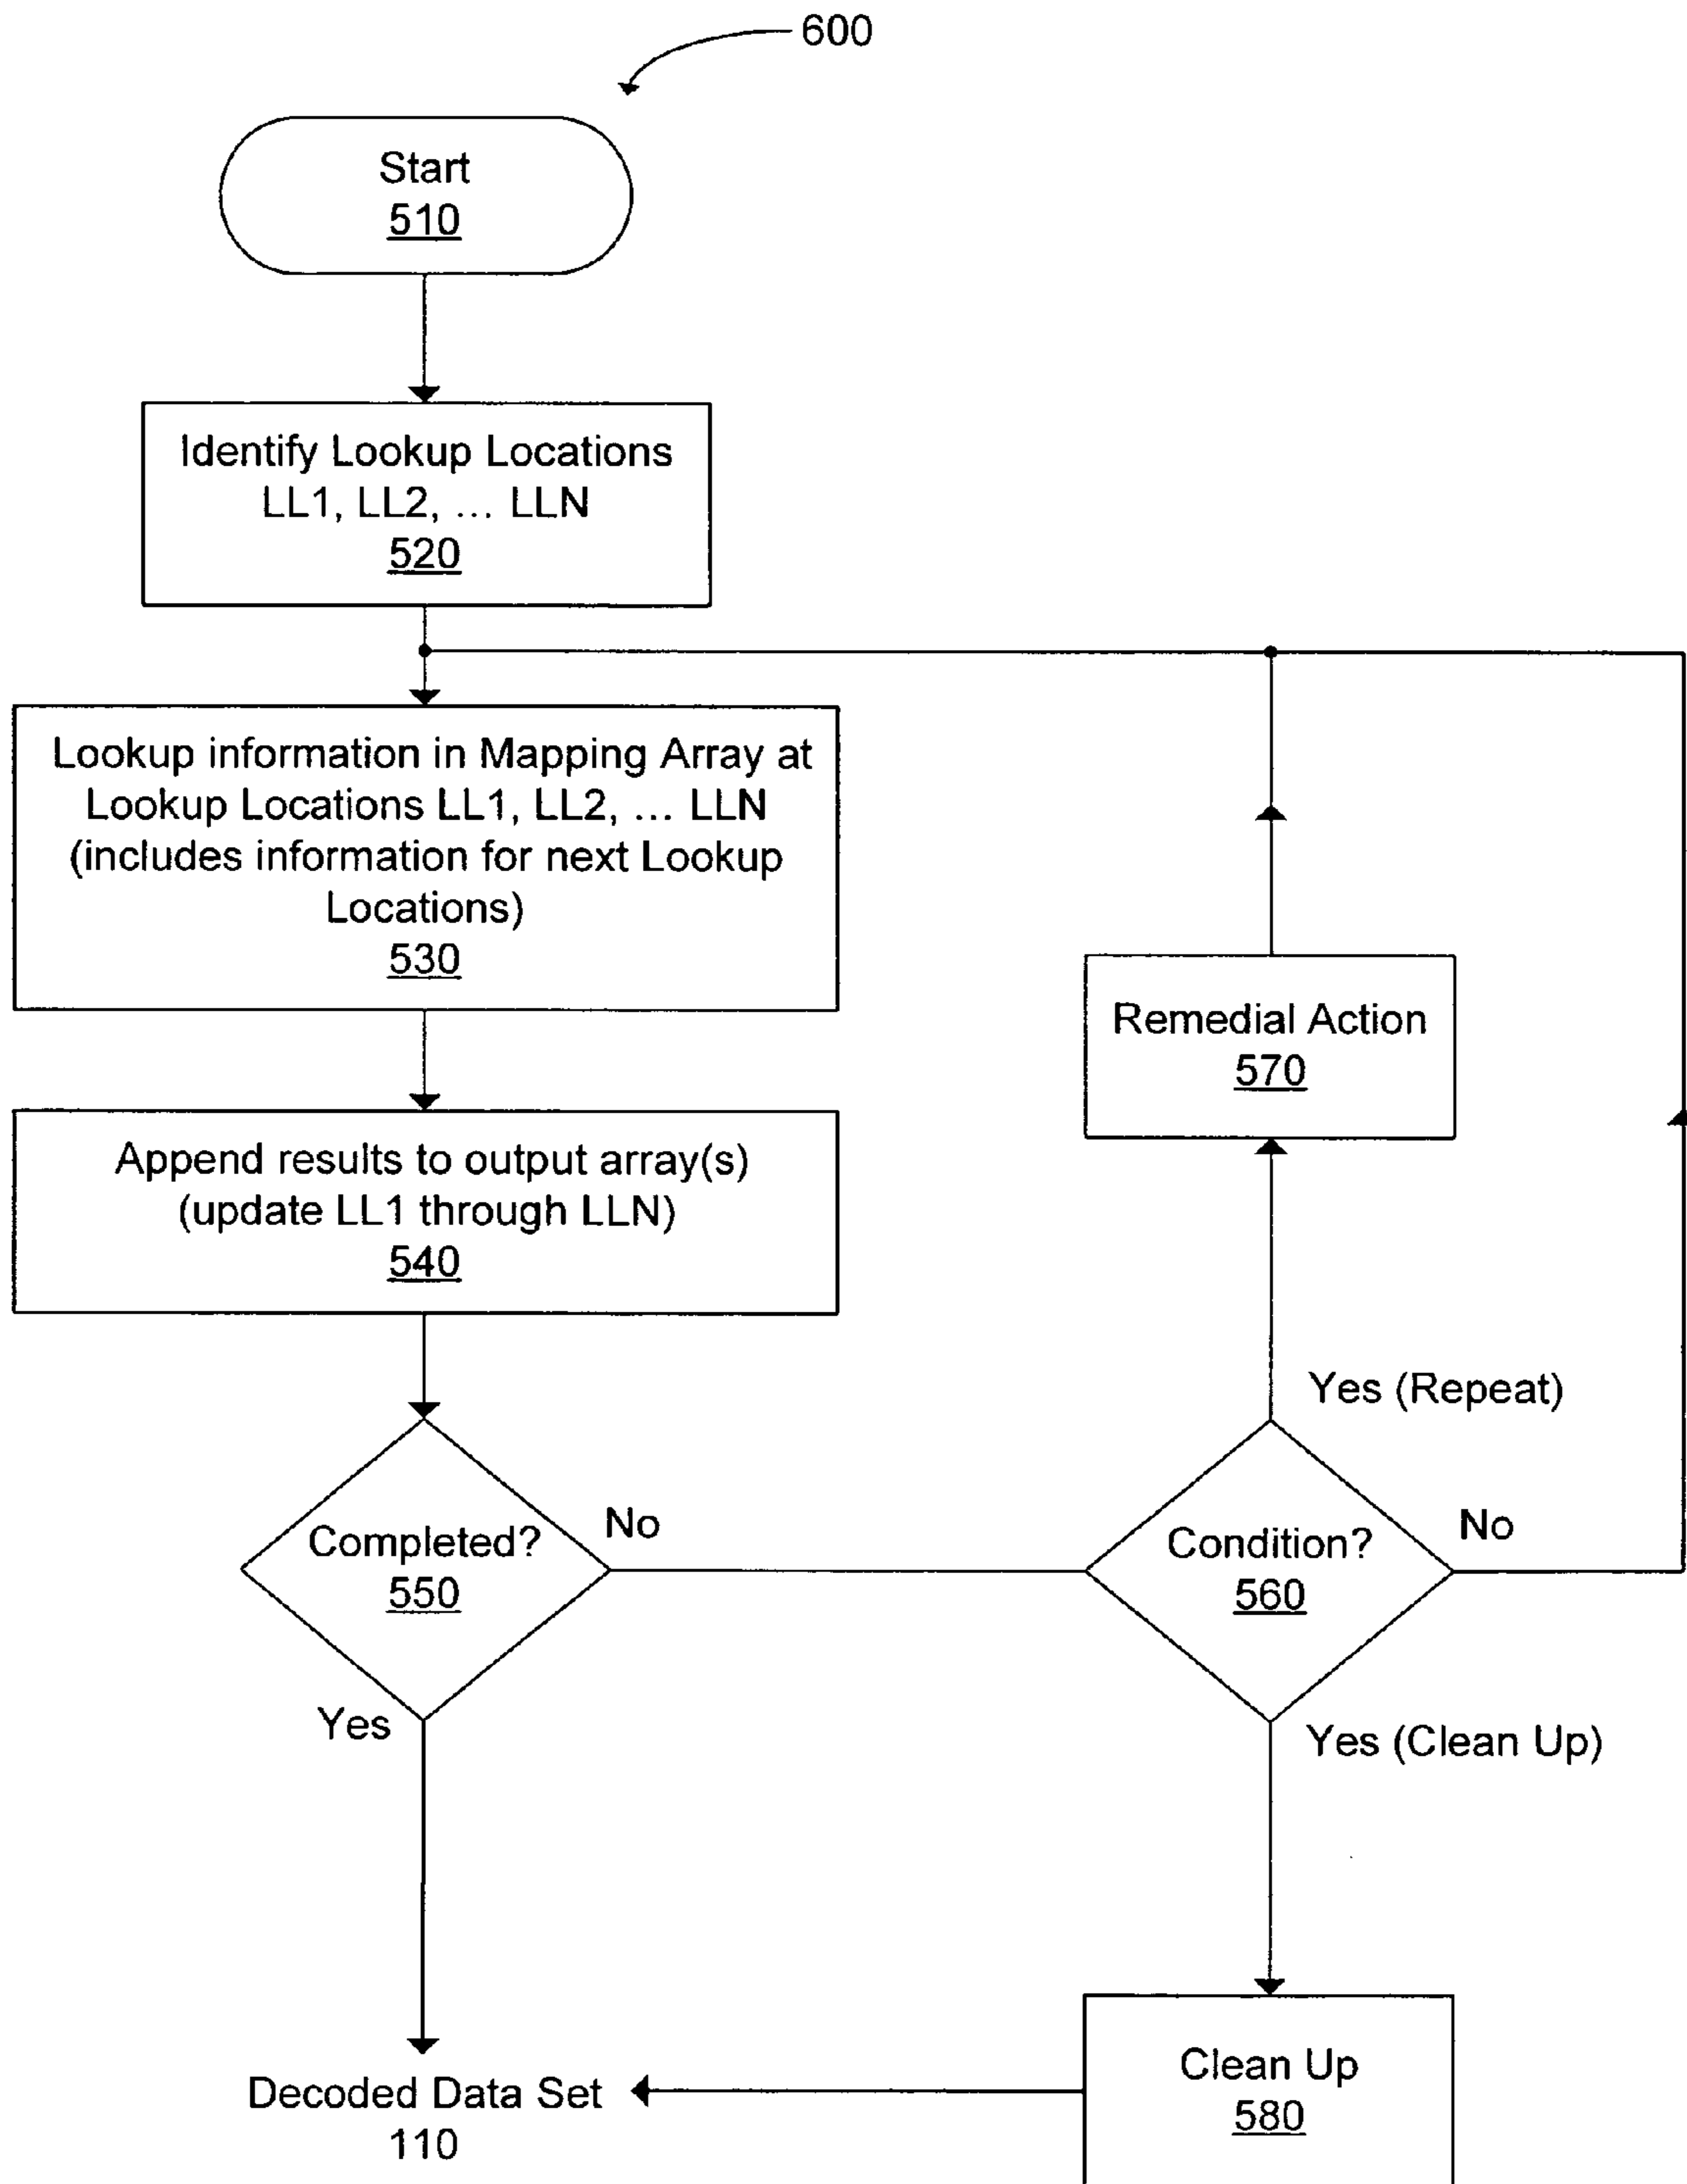 600
Start
510
Identify Lookup Locations
LL1, LL2, ... LLN
520
Lookup information in Mapping Array at
Lookup Locations LL1, LL2, ... LLN
(includes information for next Lookup
Locations)
530
Remedial Action
570
Append results to output array(s)
(update LL1 through LLN)
540
Yes (Repeat)
Completed?
550
No
Condition?
560
No
Yes
Yes (Clean Up)
Clean Up
580
Decoded Data Set
110